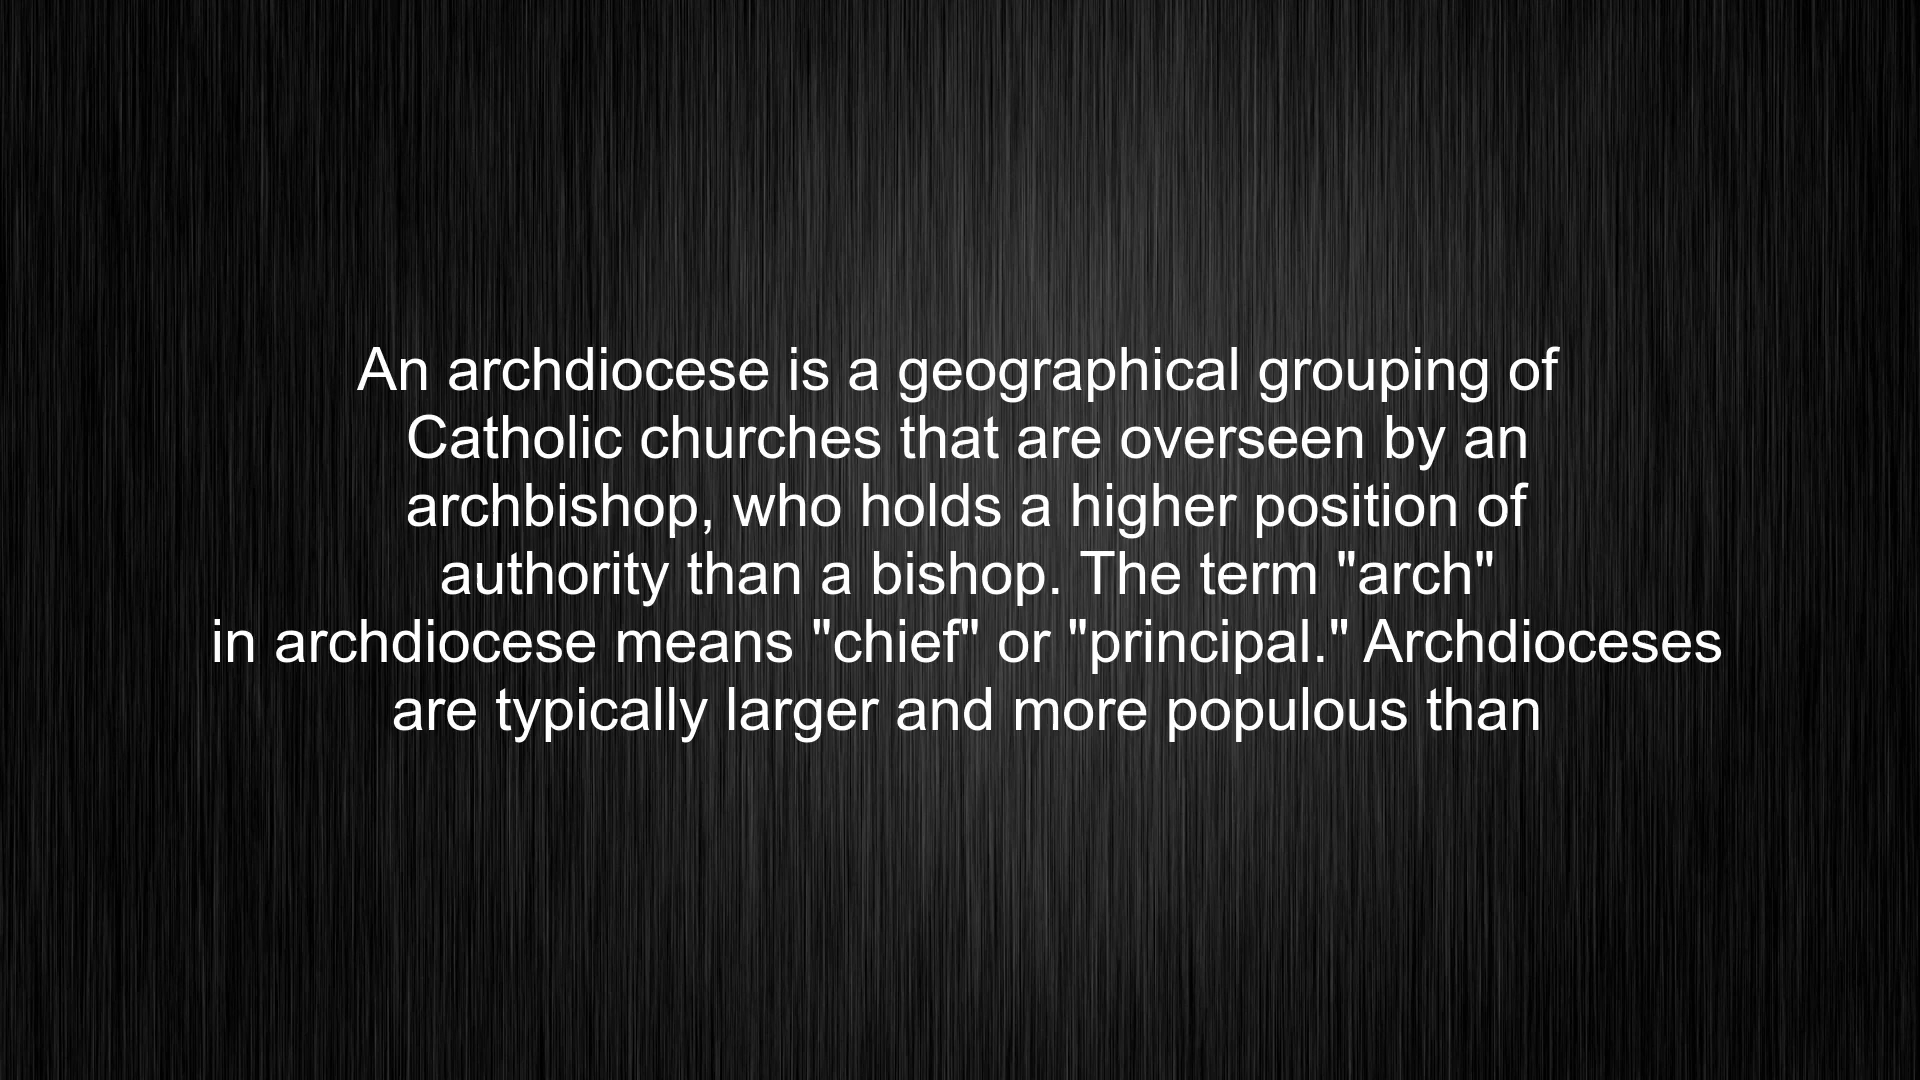 An archdiocese is a geographical grouping of
Catholic churches that are overseen by an
archbishop, who holds a higher position of
authority than a bishop. The term "arch"
in archdiocese means "chief" or "principal." Archdioceses
are typically larger and more populous than